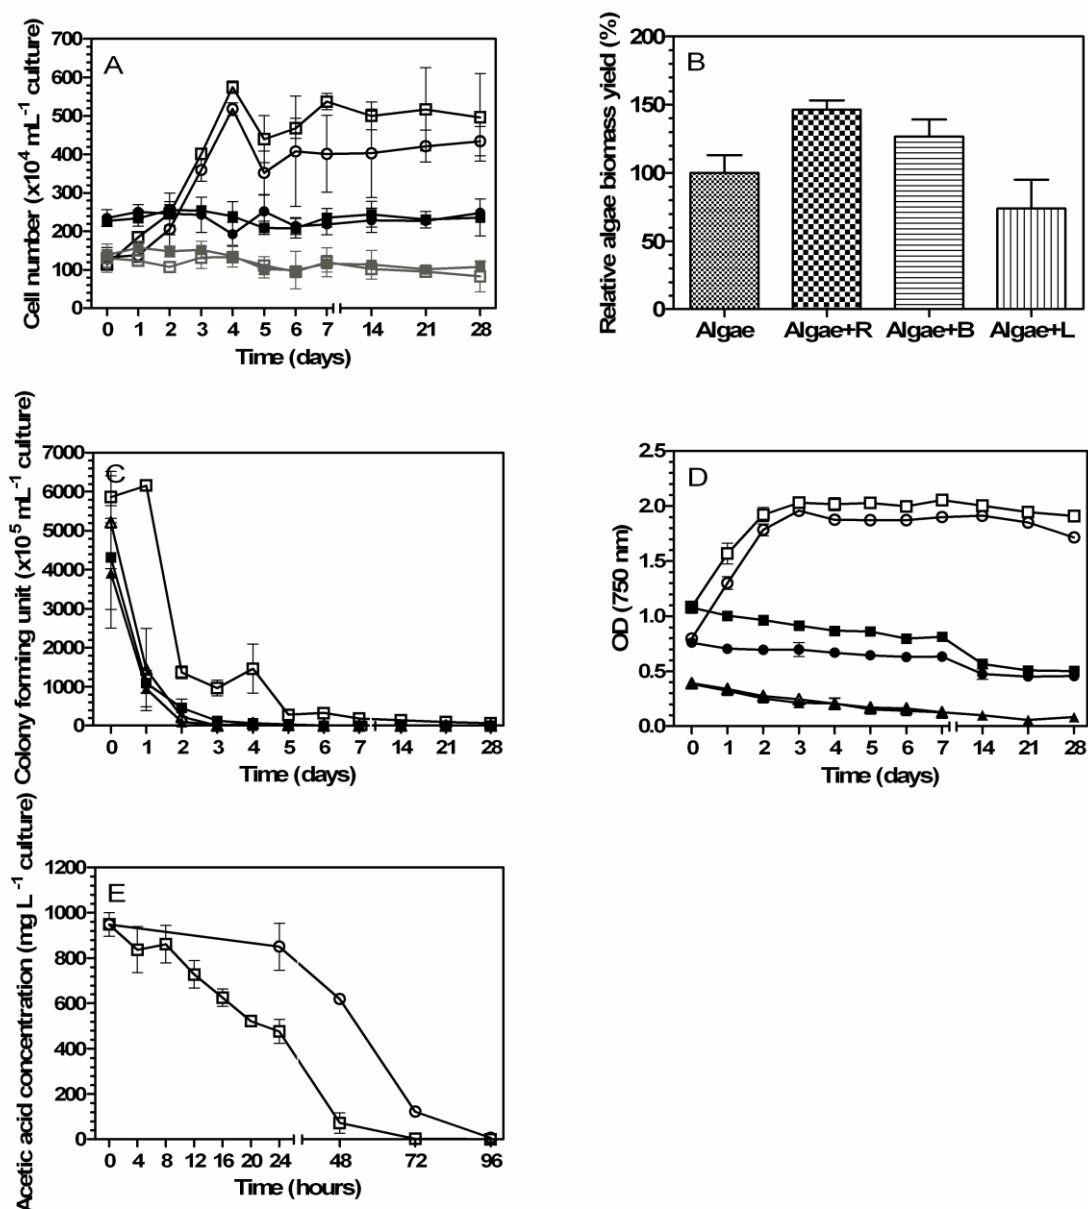 A
Cell number (x10⁴ mL⁻¹ culture)
700
600
500
400
300
200
100
0
0 1 2 3 4 5 6 7 14 21 28
Time (days)
B
Relative algae biomass yield (%)
200
150
100
50
0
Algae Algae+R Algae+B Algae+L
C
Colony forming unit (x10⁵ mL⁻¹ culture)
7000
6000
5000
4000
3000
2000
1000
0
0 1 2 3 4 5 6 7 14 21 28
Time (days)
D
OD (750 nm)
2.5
2.0
1.5
1.0
0.5
0.0
0 1 2 3 4 5 6 7 14 21 28
Time (days)
E
Acetic acid concentration (mg L⁻¹ culture)
1200
1000
800
600
400
200
0
0 4 8 12 16 20 24 48 72 96
Time (hours)